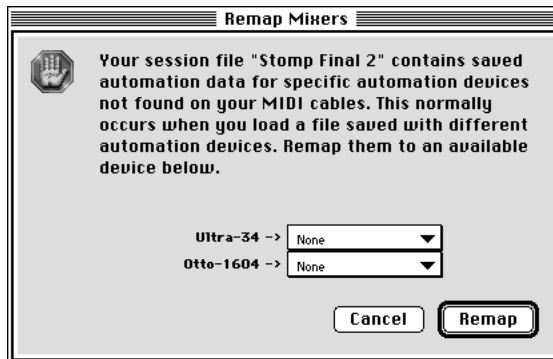 Remap Mixers
Your session file "Stomp Final 2" contains saved
automation data for specific automation devices
not found on your MIDI cables. This normally
occurs when you load a file saved with different
automation devices. Remap them to an available
device below.
Ultra-34 -> None
Otto-1604 -> None
Cancel Remap